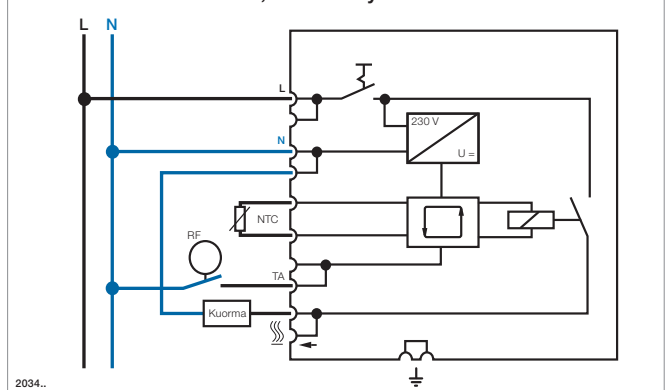 L N
L
230 V
N
U =
NTC
RF
TA
Kuorma
2034..